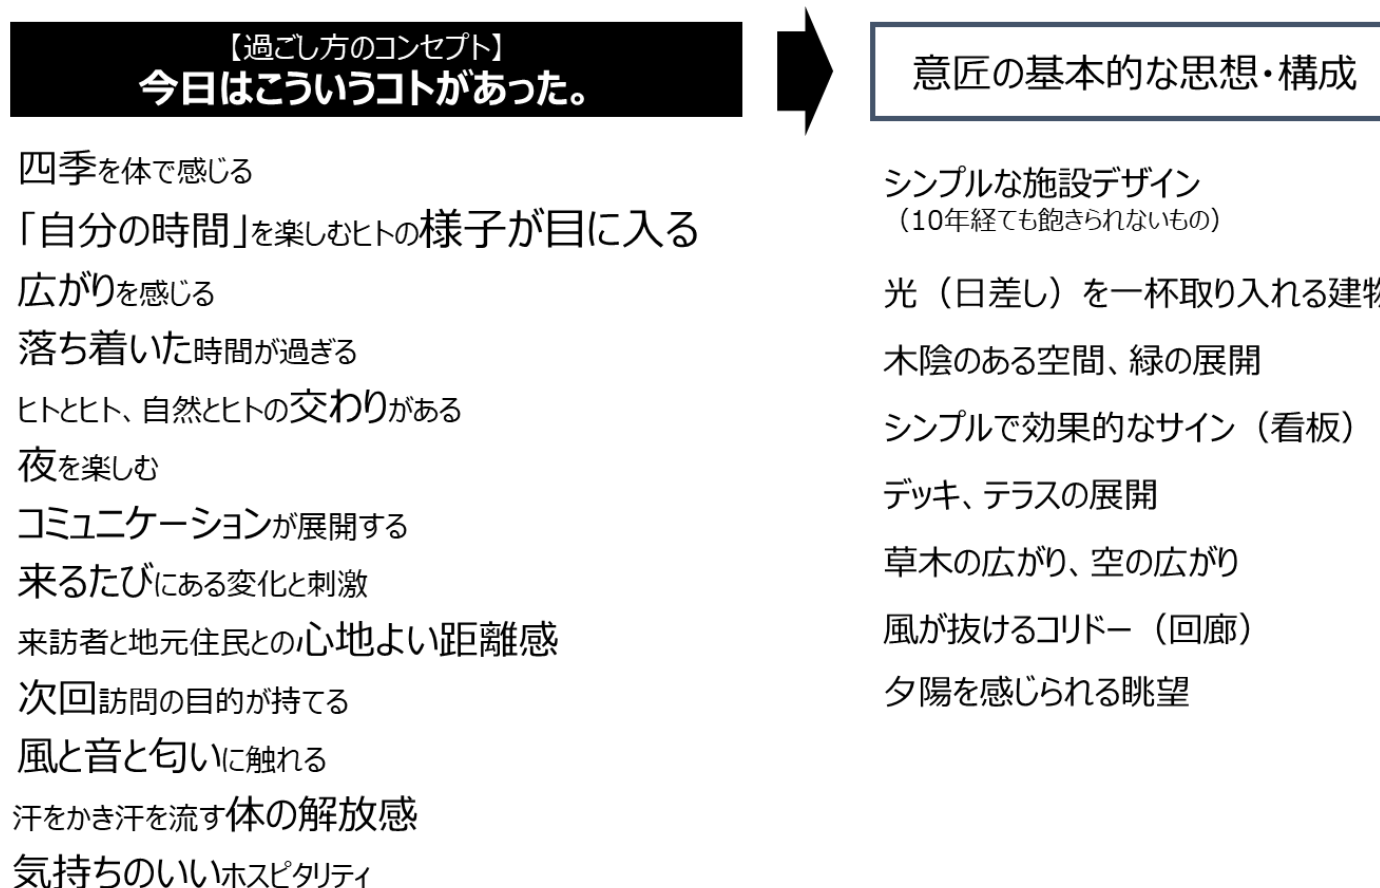 【過ごし方のコンセプト】
今日はこういうコトがあった。
四季を体で感じる
「自分の時間」を楽しむヒトの様子が目に入る
広がりを感じる
落ち着いた時間が過ぎる
ヒトとヒト、自然とヒトの交わりがある
夜を楽しむ
コミュニケーションが展開する
来るたびにある変化と刺激
来訪者と地元住民との心地よい距離感
次回訪問の目的が持てる
風と音と匂いに触れる
汗をかき汗を流す体の解放感
気持ちのいいホスピタリティ
意匠の基本的な思想・構成
シンプルな施設デザイン
（10年経ても飽きられないもの）
光（日差し）を一杯取り入れる建物
木陰のある空間、緑の展開
シンプルで効果的なサイン（看板）
デッキ、テラスの展開
草木の広がり、空の広がり
風が抜けるコリドー（回廊）
夕陽を感じられる眺望